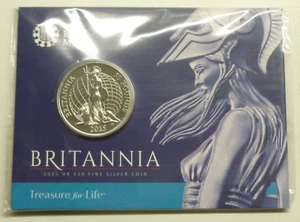 BRITANNIA
2015
BRITANNIA
2015 UK £50 FINE SILVER COIN
Treasure for Life